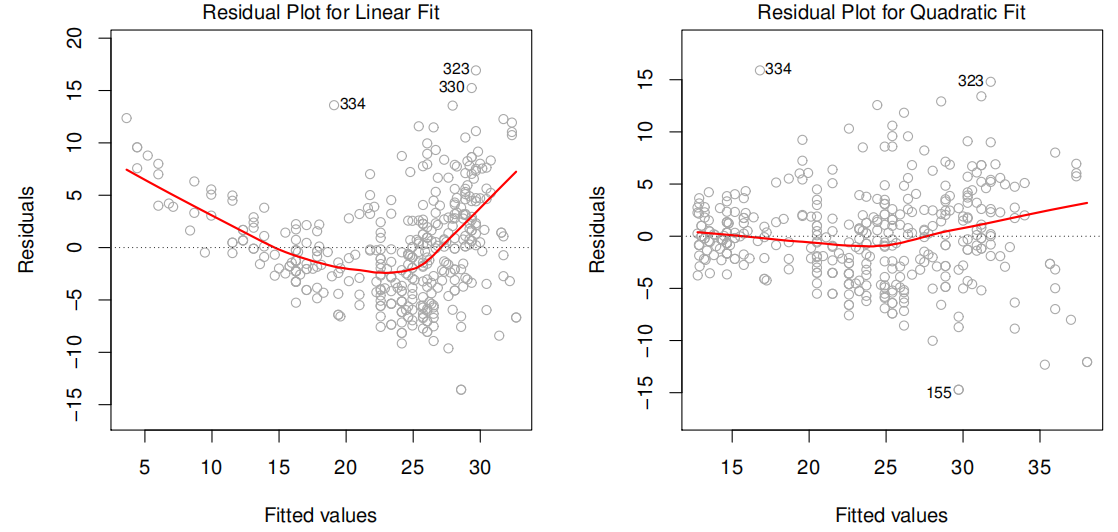 Residual Plot for Linear Fit
20
15
10
5
0
−5
−10
−15
Residuals
323
330
334
5 10 15 20 25 30
Fitted values
Residual Plot for Quadratic Fit
15
10
5
0
−5
−10
−15
Residuals
334
323
155
15 20 25 30 35
Fitted values